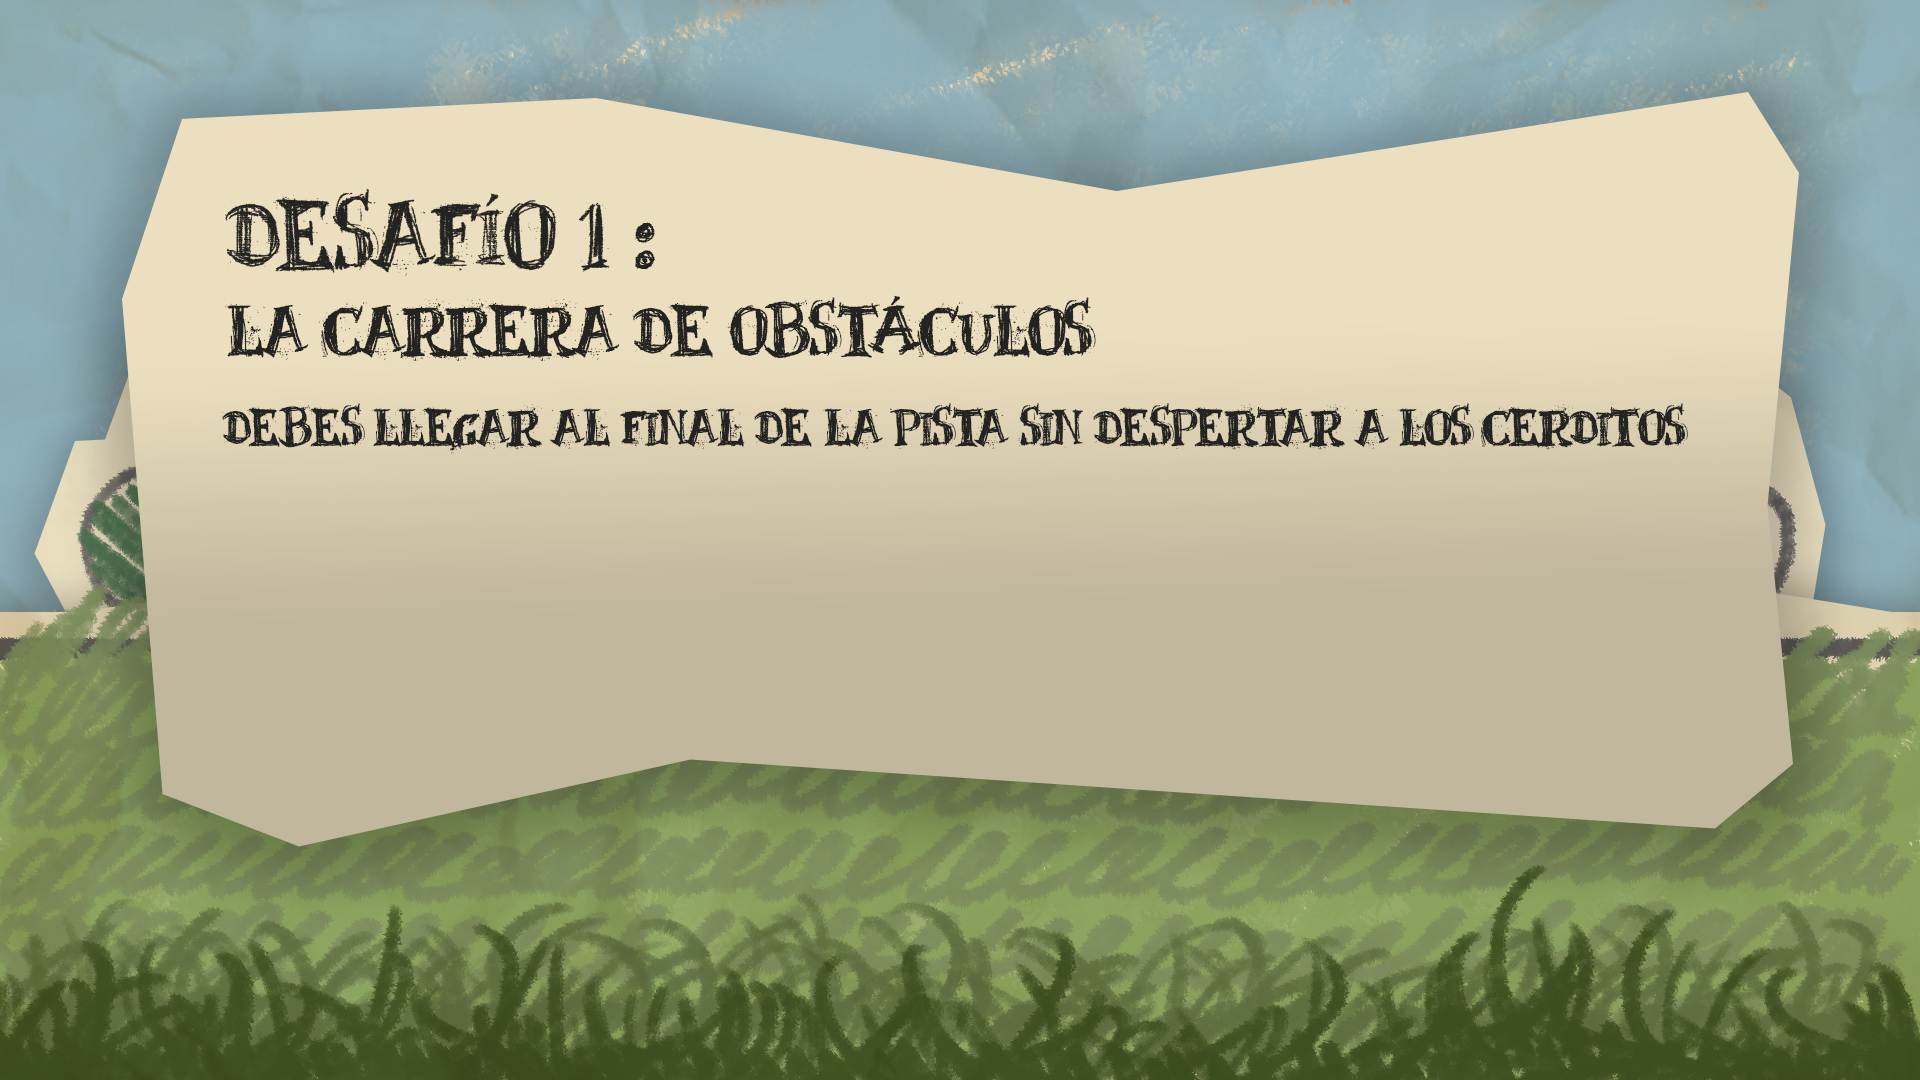 DESAFÍO 1 :
LA CARRERA DE OBSTÁCULOS
DEBES LLEGAR AL FINAL DE LA PISTA SIN DESPERTAR A LOS CERDITOS